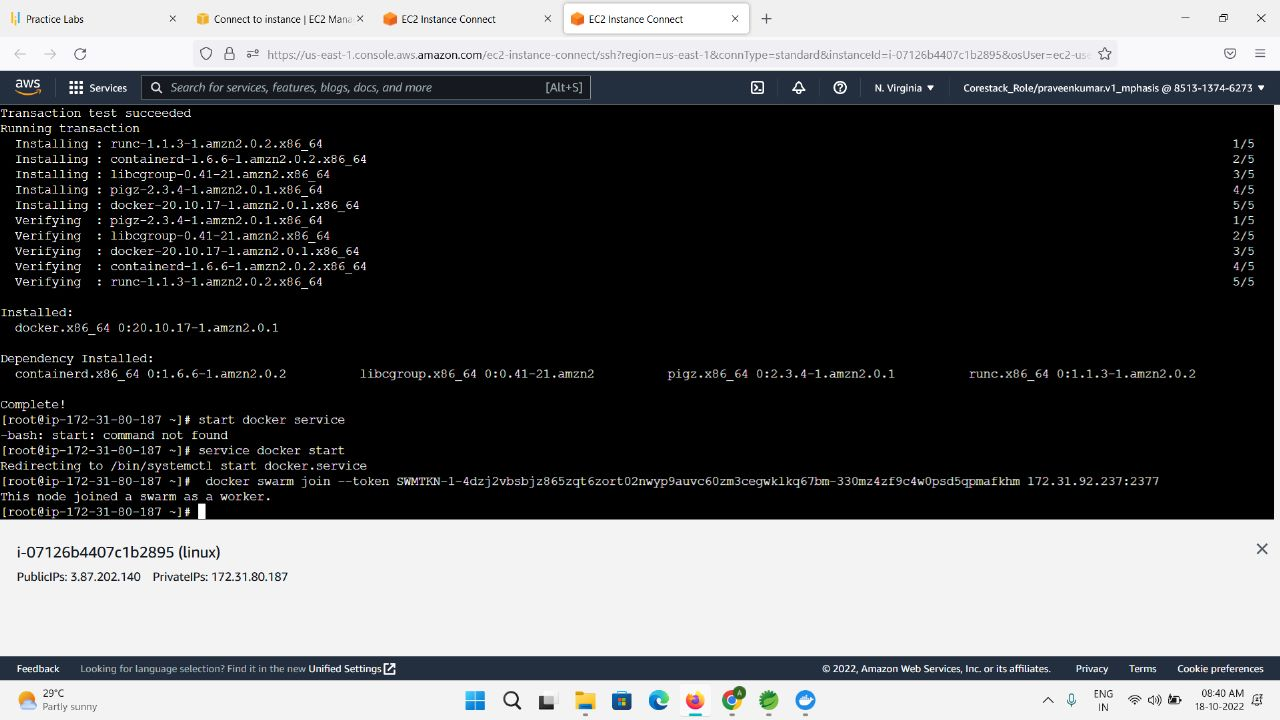 Practice Labs
Connect to instance | EC2 Mana
EC2 Instance Connect
EC2 Instance Connect
https://us-east-1.console.aws.amazon.com/ec2-instance-connect/ssh?region=us-east-1&connType=standard&instanceId=i-07126b4407c1b2895&osUser=ec2-us
aws
Services
Search for services, features, blogs, docs, and more
[Alt+S]
N. Virginia
Corestack_Role/praveenkumar.v1_mphasis @ 8513-1374-6273
Transaction test succeeded
Running transaction
Installing : runc-1.1.3-1.amzn2.0.2.x86_64 1/5
Installing : containerd-1.6.6-1.amzn2.0.2.x86_64 2/5
Installing : libcgroup-0.41-21.amzn2.x86_64 3/5
Installing : pigz-2.3.4-1.amzn2.0.1.x86_64 4/5
Installing : docker-20.10.17-1.amzn2.0.1.x86_64 5/5
Verifying : pigz-2.3.4-1.amzn2.0.1.x86_64 1/5
Verifying : libcgroup-0.41-21.amzn2.x86_64 2/5
Verifying : docker-20.10.17-1.amzn2.0.1.x86_64 3/5
Verifying : containerd-1.6.6-1.amzn2.0.2.x86_64 4/5
Verifying : runc-1.1.3-1.amzn2.0.2.x86_64 5/5
Installed:
docker.x86_64 0:20.10.17-1.amzn2.0.1
Dependency Installed:
containerd.x86_64 0:1.6.6-1.amzn2.0.2 libcgroup.x86_64 0:0.41-21.amzn2 pigz.x86_64 0:2.3.4-1.amzn2.0.1 runc.x86_64 0:1.1.3-1.amzn2.0.2
Complete!
[root@ip-172-31-80-187 ~]# start docker service
-bash: start: command not found
[root@ip-172-31-80-187 ~]# service docker start
Redirecting to /bin/systemctl start docker.service
[root@ip-172-31-80-187 ~]# docker swarm join --token SWMTKN-1-4dzj2vbsbjz865zqt6zort02nwyp9auvc60zm3cegwklkq67bm-330mz4zf9c4w0psd5qpmafkhm 172.31.92.237:2377
This node joined a swarm as a worker.
[root@ip-172-31-80-187 ~]#
i-07126b4407c1b2895 (linux)
PublicIPs: 3.87.202.140 PrivateIPs: 172.31.80.187
Feedback
Looking for language selection? Find it in the new Unified Settings
© 2022, Amazon Web Services, Inc. or its affiliates.
Privacy
Terms
Cookie preferences
29°C
Partly sunny
A
ENG
IN
08:40 AM
18-10-2022